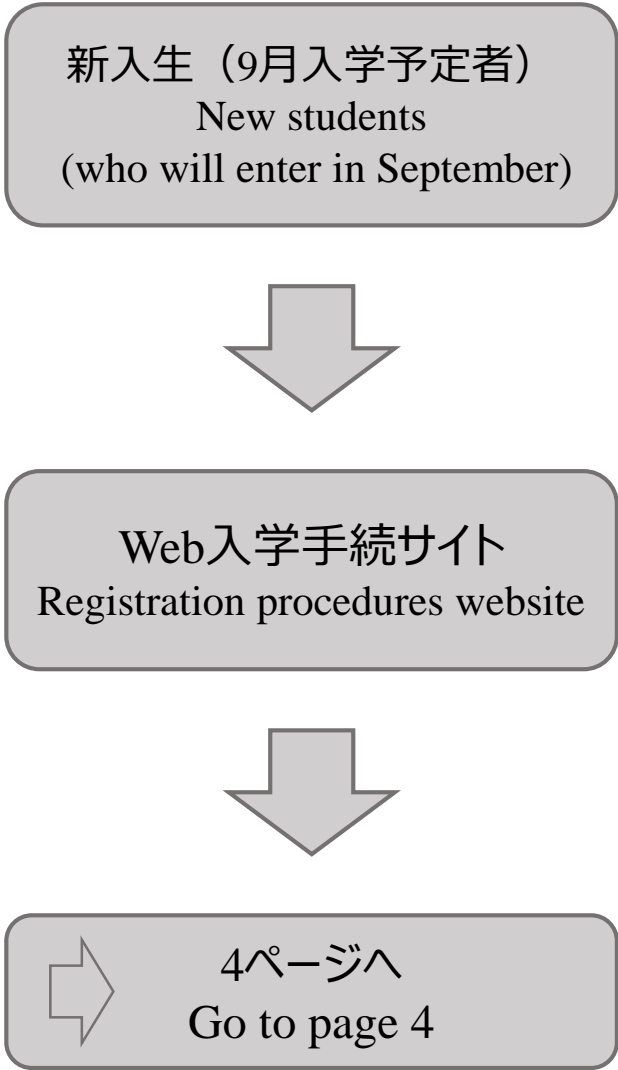 新入生（9月入学予定者）
New students
(who will enter in September)
Web入学手続サイト
Registration procedures website
4ページへ
Go to page 4